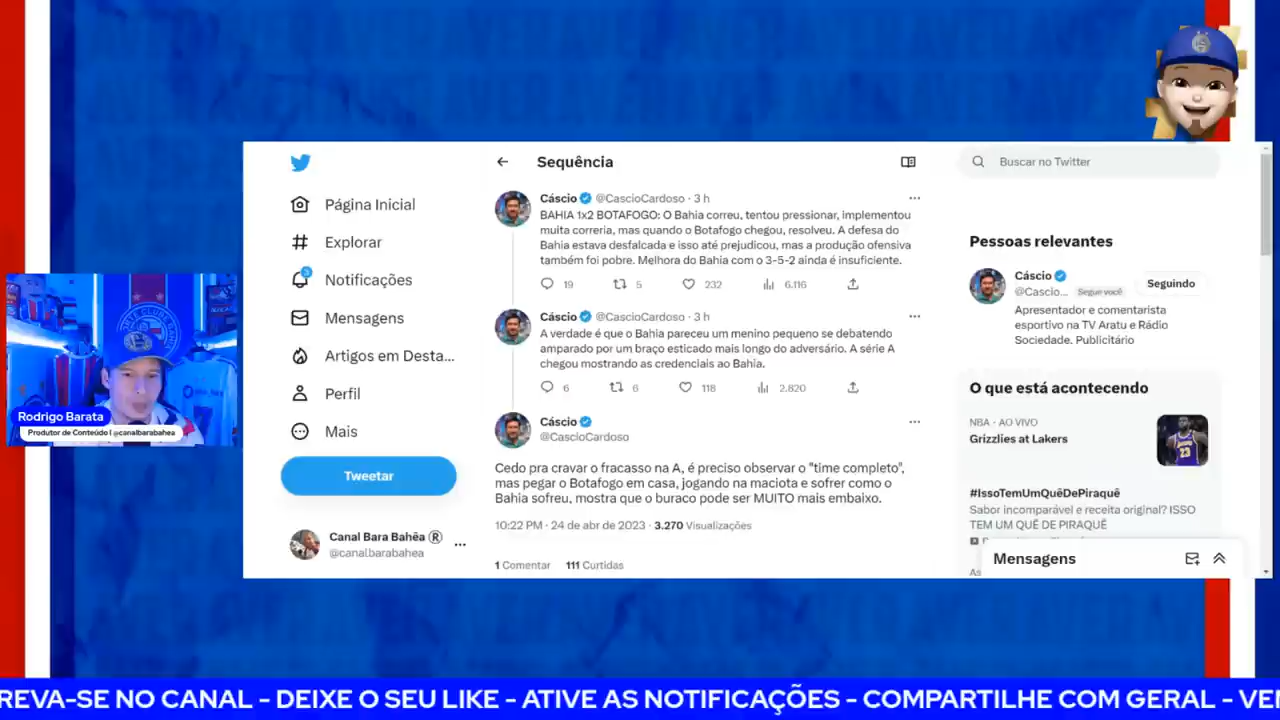 Sequência
Buscar no Twitter
Página Inicial
Explorar
5
Notificações
Mensagens
Artigos em Desta...
Perfil
Mais
Tweetar
Canal Bara Bahêa Ⓡ
@canalbarabahea
...
Cáscio @CascioCardoso · 3 h
BAHIA 1x2 BOTAFOGO: O Bahia correu, tentou pressionar, implementou
muita correria, mas quando o Botafogo chegou, resolveu. A defesa do
Bahia estava desfalcada e isso até prejudicou, mas a produção ofensiva
também foi pobre. Melhora do Bahia com o 3-5-2 ainda é insuficiente.
19 5 232 6.116
Cáscio @CascioCardoso · 3 h
A verdade é que o Bahia pareceu um menino pequeno se debatendo
amparado por um braço esticado mais longo do adversário. A série A
chegou mostrando as credenciais ao Bahia.
6 6 118 2.820
Cáscio
@CascioCardoso
Cedo pra cravar o fracasso na A, é preciso observar o "time completo",
mas pegar o Botafogo em casa, jogando na maciota e sofrer como o
Bahia sofreu, mostra que o buraco pode ser MUITO mais embaixo.
10:22 PM · 24 de abr de 2023 · 3.270 Visualizações
1 Comentar 111 Curtidas
Pessoas relevantes
Cáscio
@Cascio... Segue você
Seguindo
Apresentador e comentarista
esportivo na TV Aratu e Rádio
Sociedade. Publicitário
O que está acontecendo
NBA · AO VIVO
Grizzlies at Lakers
#IssoTemUmQuêDePiraquê
Sabor incomparável e receita original? ISSO
TEM UM QUÊ DE PIRAQUÊ
Mensagens
Rodrigo Barata
Produtor de Conteúdo | @canalbarabahea
REVA-SE NO CANAL - DEIXE O SEU LIKE - ATIVE AS NOTIFICAÇÕES - COMPARTILHE COM GERAL - VE